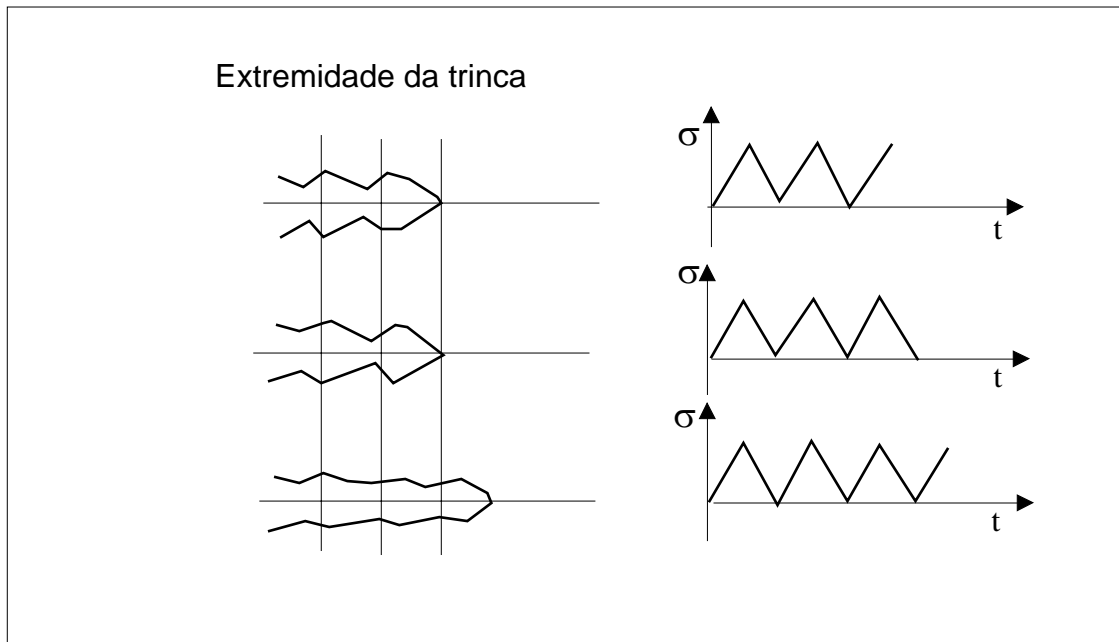 Extremidade da trinca
σ
t
σ
t
σ
t